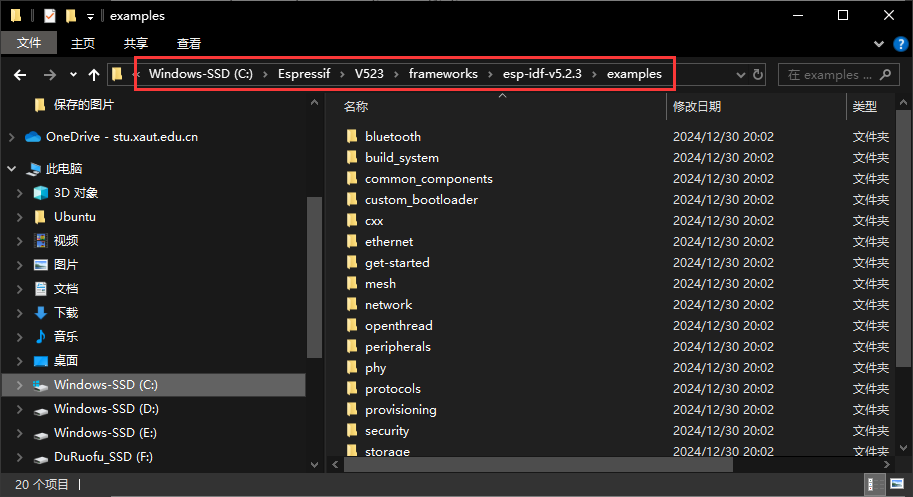 examples
文件 主页 共享 查看
« Windows-SSD (C:) › Espressif › V523 › frameworks › esp-idf-v5.2.3 › examples 在 examples ...
保存的图片
OneDrive - stu.xaut.edu.cn
此电脑
3D 对象
Ubuntu
视频
图片
文档
下载
音乐
桌面
Windows-SSD (C:)
Windows-SSD (D:)
Windows-SSD (E:)
DuRuofu_SSD (F:)
名称 修改日期 类型
bluetooth 2024/12/30 20:02 文件夹
build_system 2024/12/30 20:02 文件夹
common_components 2024/12/30 20:02 文件夹
custom_bootloader 2024/12/30 20:02 文件夹
cxx 2024/12/30 20:02 文件夹
ethernet 2024/12/30 20:02 文件夹
get-started 2024/12/30 20:02 文件夹
mesh 2024/12/30 20:02 文件夹
network 2024/12/30 20:02 文件夹
openthread 2024/12/30 20:02 文件夹
peripherals 2024/12/30 20:02 文件夹
phy 2024/12/30 20:02 文件夹
protocols 2024/12/30 20:02 文件夹
provisioning 2024/12/30 20:02 文件夹
security 2024/12/30 20:02 文件夹
storage 2024/12/30 20:02 文件夹
20 个项目